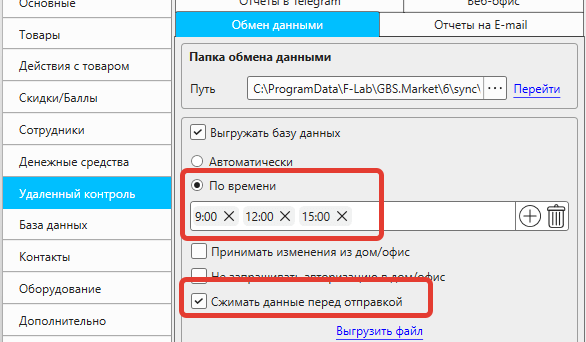 Основные
Товары
Действия с товаром
Скидки/Баллы
Сотрудники
Денежные средства
Удаленный контроль
База данных
Контакты
Оборудование
Дополнительно
Отчеты в Telegram
Веб-офис
Обмен данными
Отчеты на E-mail
Папка обмена данными
Путь C:\ProgramData\F-Lab\GBS.Market\6\sync\ ... Перейти
Выгружать базу данных
Автоматически
По времени
9:00 12:00 15:00
Принимать изменения из дом/офис
Не запрашивать авторизацию в дом/офис
Сжимать данные перед отправкой
Выгрузить файл